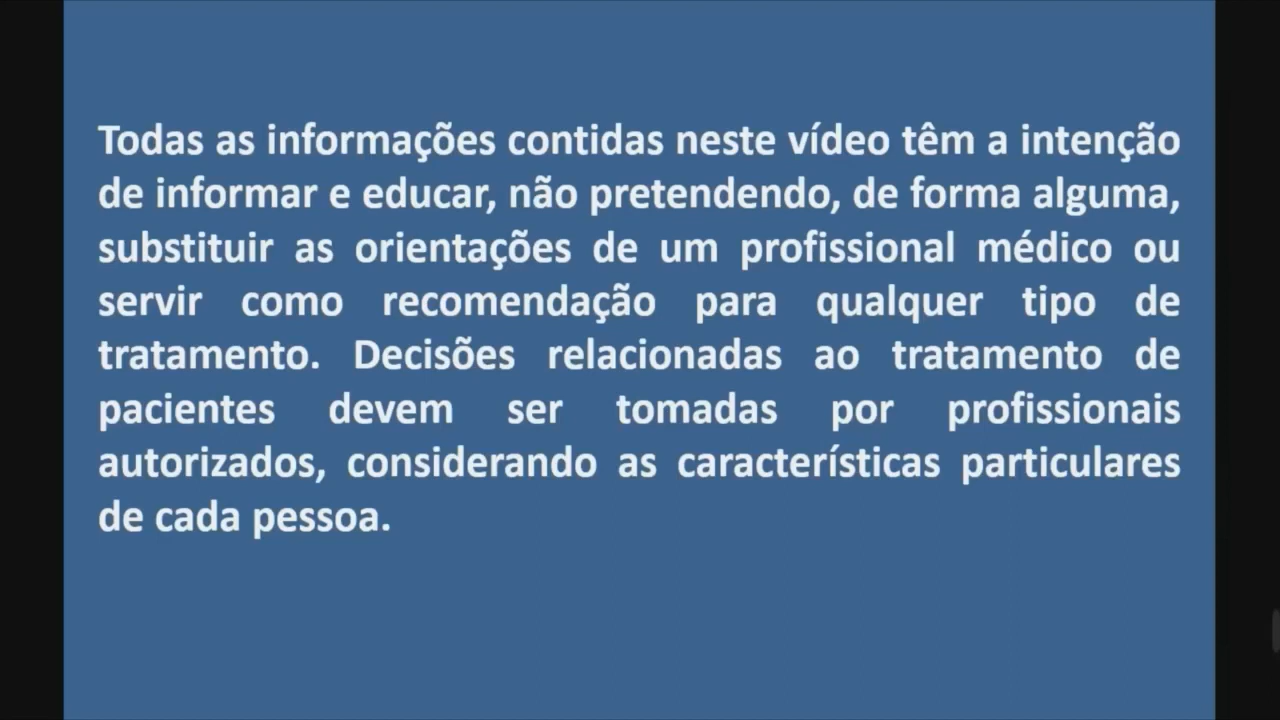 Todas as informações contidas neste vídeo têm a intenção
de informar e educar, não pretendendo, de forma alguma,
substituir as orientações de um profissional médico ou
servir como recomendação para qualquer tipo de
tratamento. Decisões relacionadas ao tratamento de
pacientes devem ser tomadas por profissionais
autorizados, considerando as características particulares
de cada pessoa.